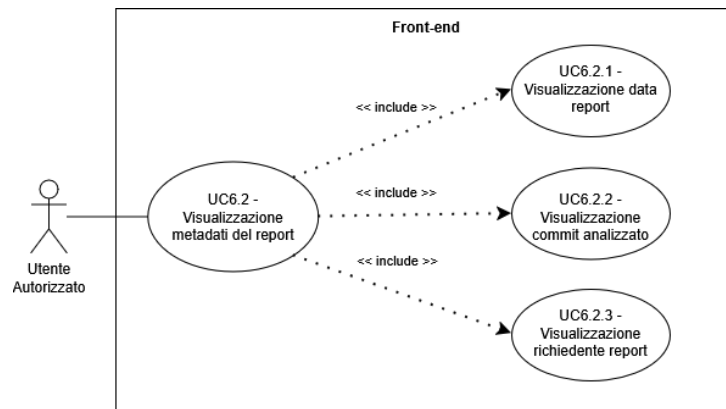 Front-end
UC6.2.1 -
Visualizzazione data
report
<< include >>
Utente
Autorizzato
UC6.2 -
Visualizzazione
metadati del report
<< include >>
UC6.2.2 -
Visualizzazione
commit analizzato
<< include >>
UC6.2.3 -
Visualizzazione
richiedente report